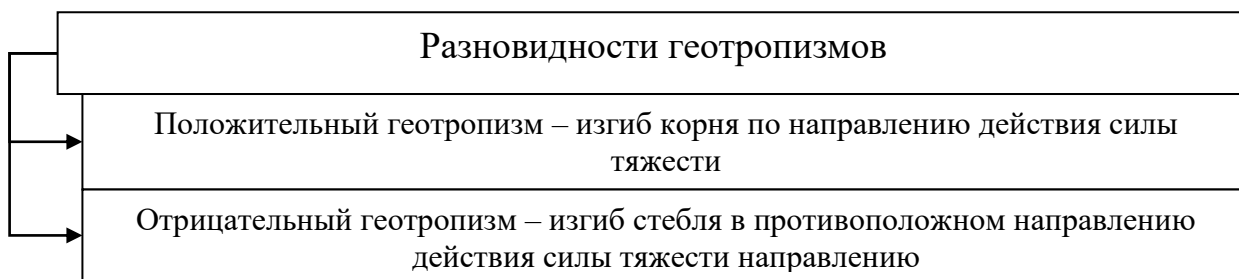 Разновидности геотропизмов
Положительный геотропизм – изгиб корня по направлению действия силы
тяжести
Отрицательный геотропизм – изгиб стебля в противоположном направлению
действия силы тяжести направлению